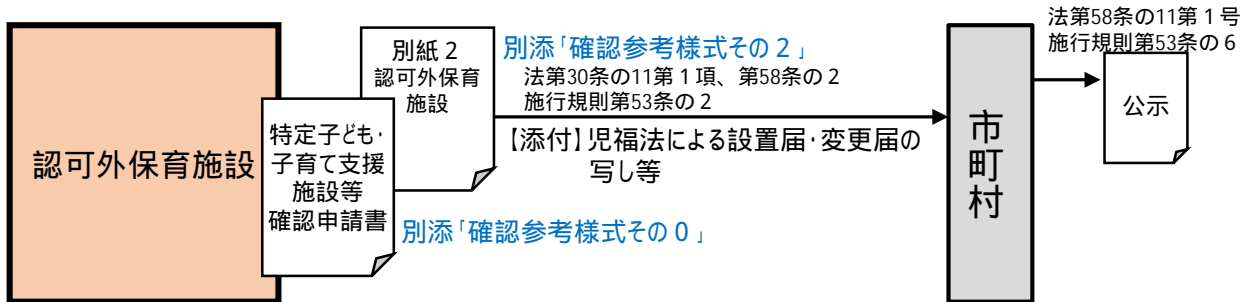 認可外保育施設
特定子ども・
子育て支援
施設等
確認申請書
別紙２
認可外保育
施設
別添「確認参考様式その２」
法第30条の11第１項、第58条の２
施行規則第53条の２
【添付】児福法による設置届・変更届の
写し等
別添「確認参考様式その０」
市町村
法第58条の11第１号
施行規則第53条の６
公示